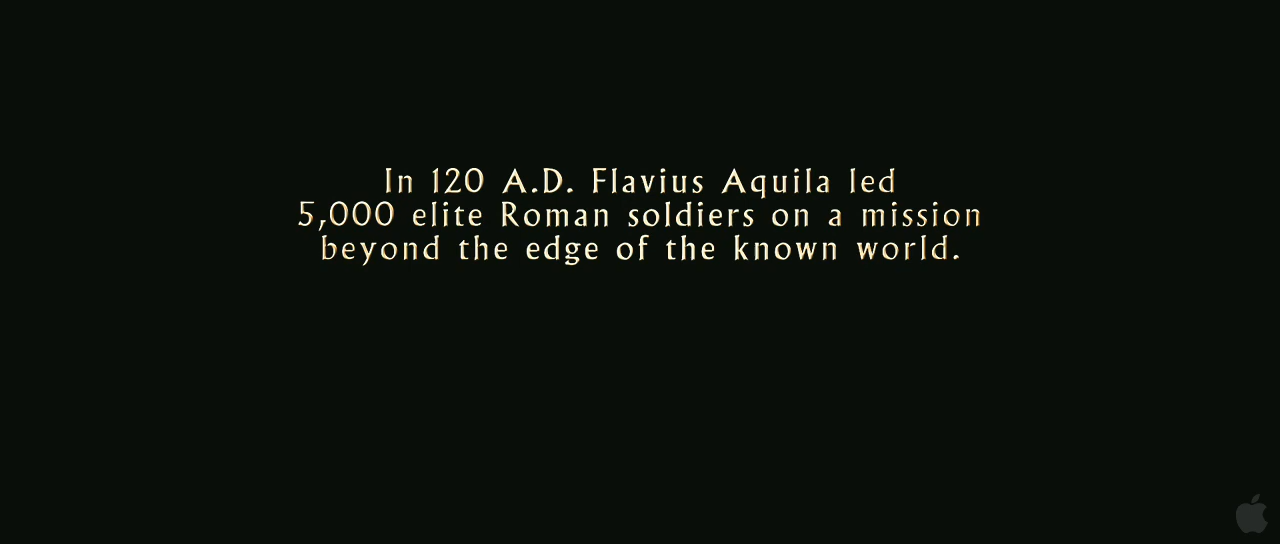 In 120 A.D. Flavius Aquila led
5,000 elite Roman soldiers on a mission
beyond the edge of the known world.